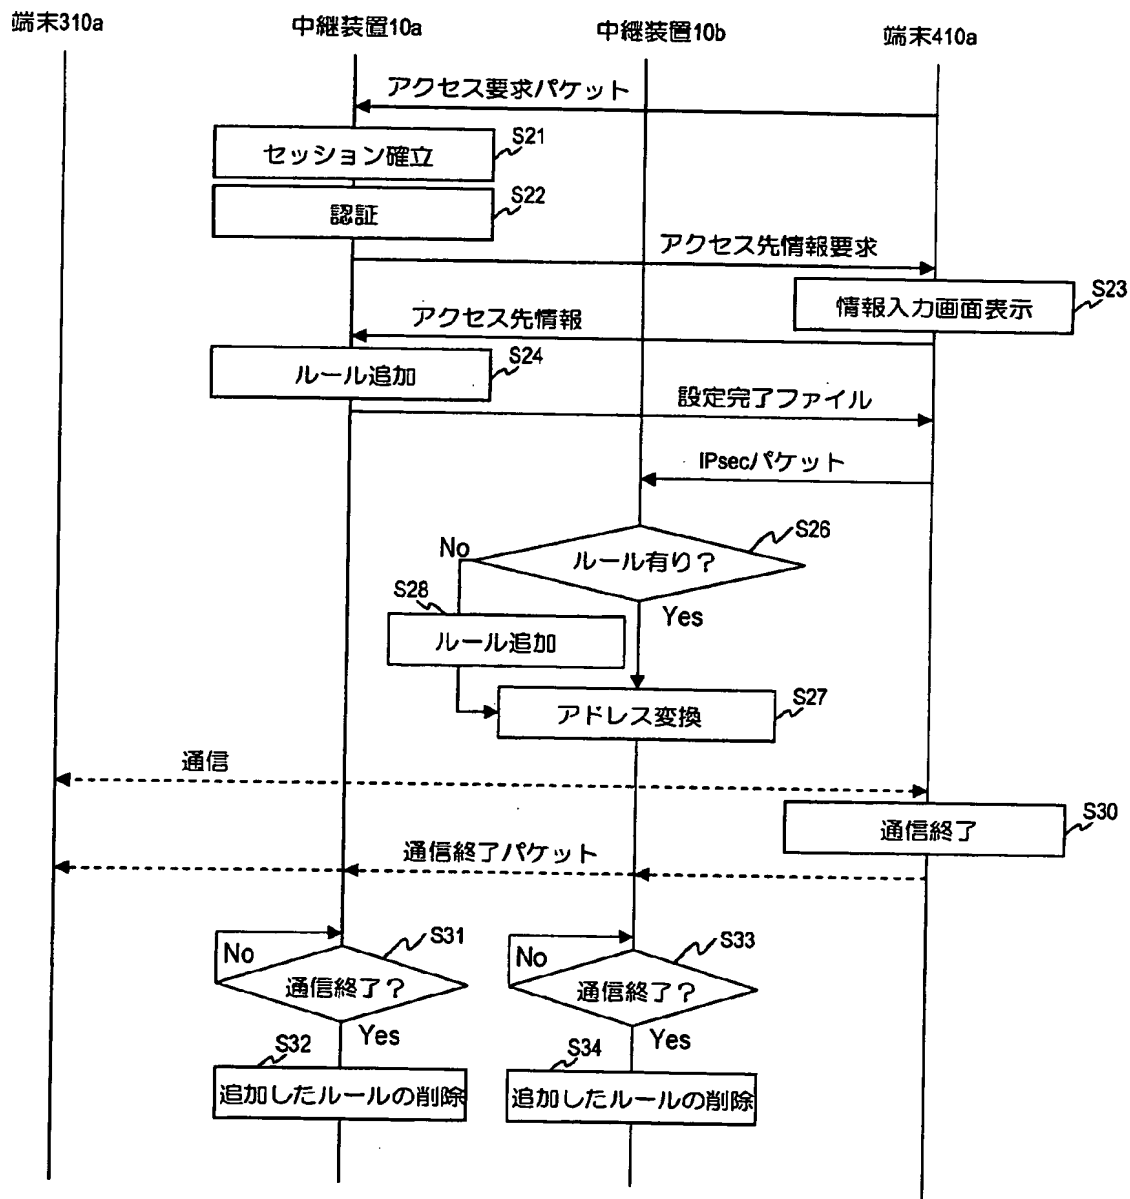 端末310a
中継装置10a
中継装置10b
端末410a
アクセス要求パケット
セッション確立
S21
認証
S22
アクセス先情報要求
情報入力画面表示
S23
アクセス先情報
ルール追加
S24
設定完了ファイル
IPsecパケット
ルール有り？
S26
No
Yes
S28
ルール追加
アドレス変換
S27
通信
通信終了
S30
通信終了パケット
No
通信終了？
S31
Yes
No
通信終了？
S33
Yes
S32
追加したルールの削除
S34
追加したルールの削除